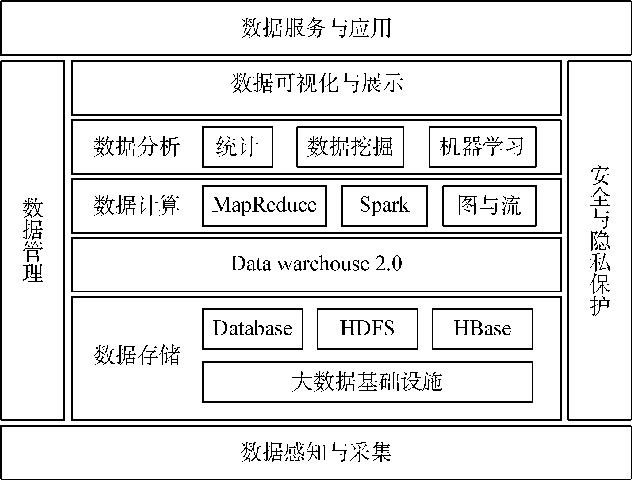 数据服务与应用
数据管理
数据可视化与展示
数据分析 统计 数据挖掘 机器学习
数据计算 MapReduce Spark 图与流
Data warehouse 2.0
数据存储 Database HDFS HBase
大数据基础设施
安全与隐私保护
数据感知与采集